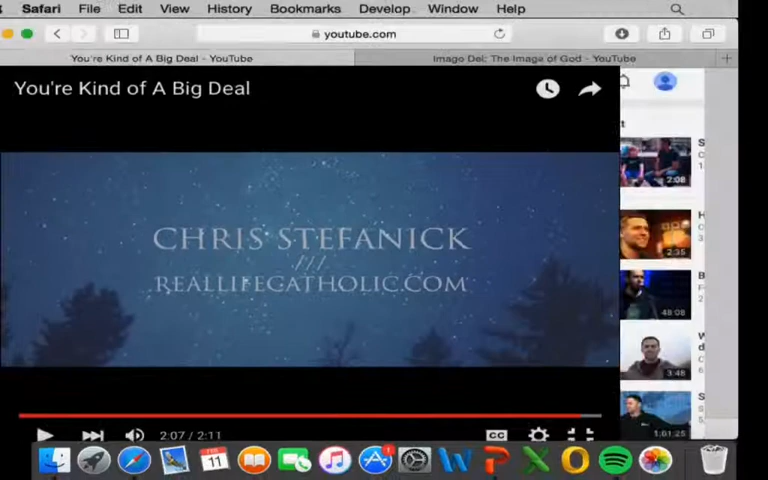 Safari File Edit View History Bookmarks Develop Window Help
youtube.com
You're Kind of A Big Deal - YouTube
Imago Dei: The Image of God - YouTube
You're Kind of A Big Deal
CHRIS STEFANICK
///
REALLIFECATHOLIC.COM
2:08
2:35
48:08
3:48
1:01:25
2:07 / 2:11
CC
11
1